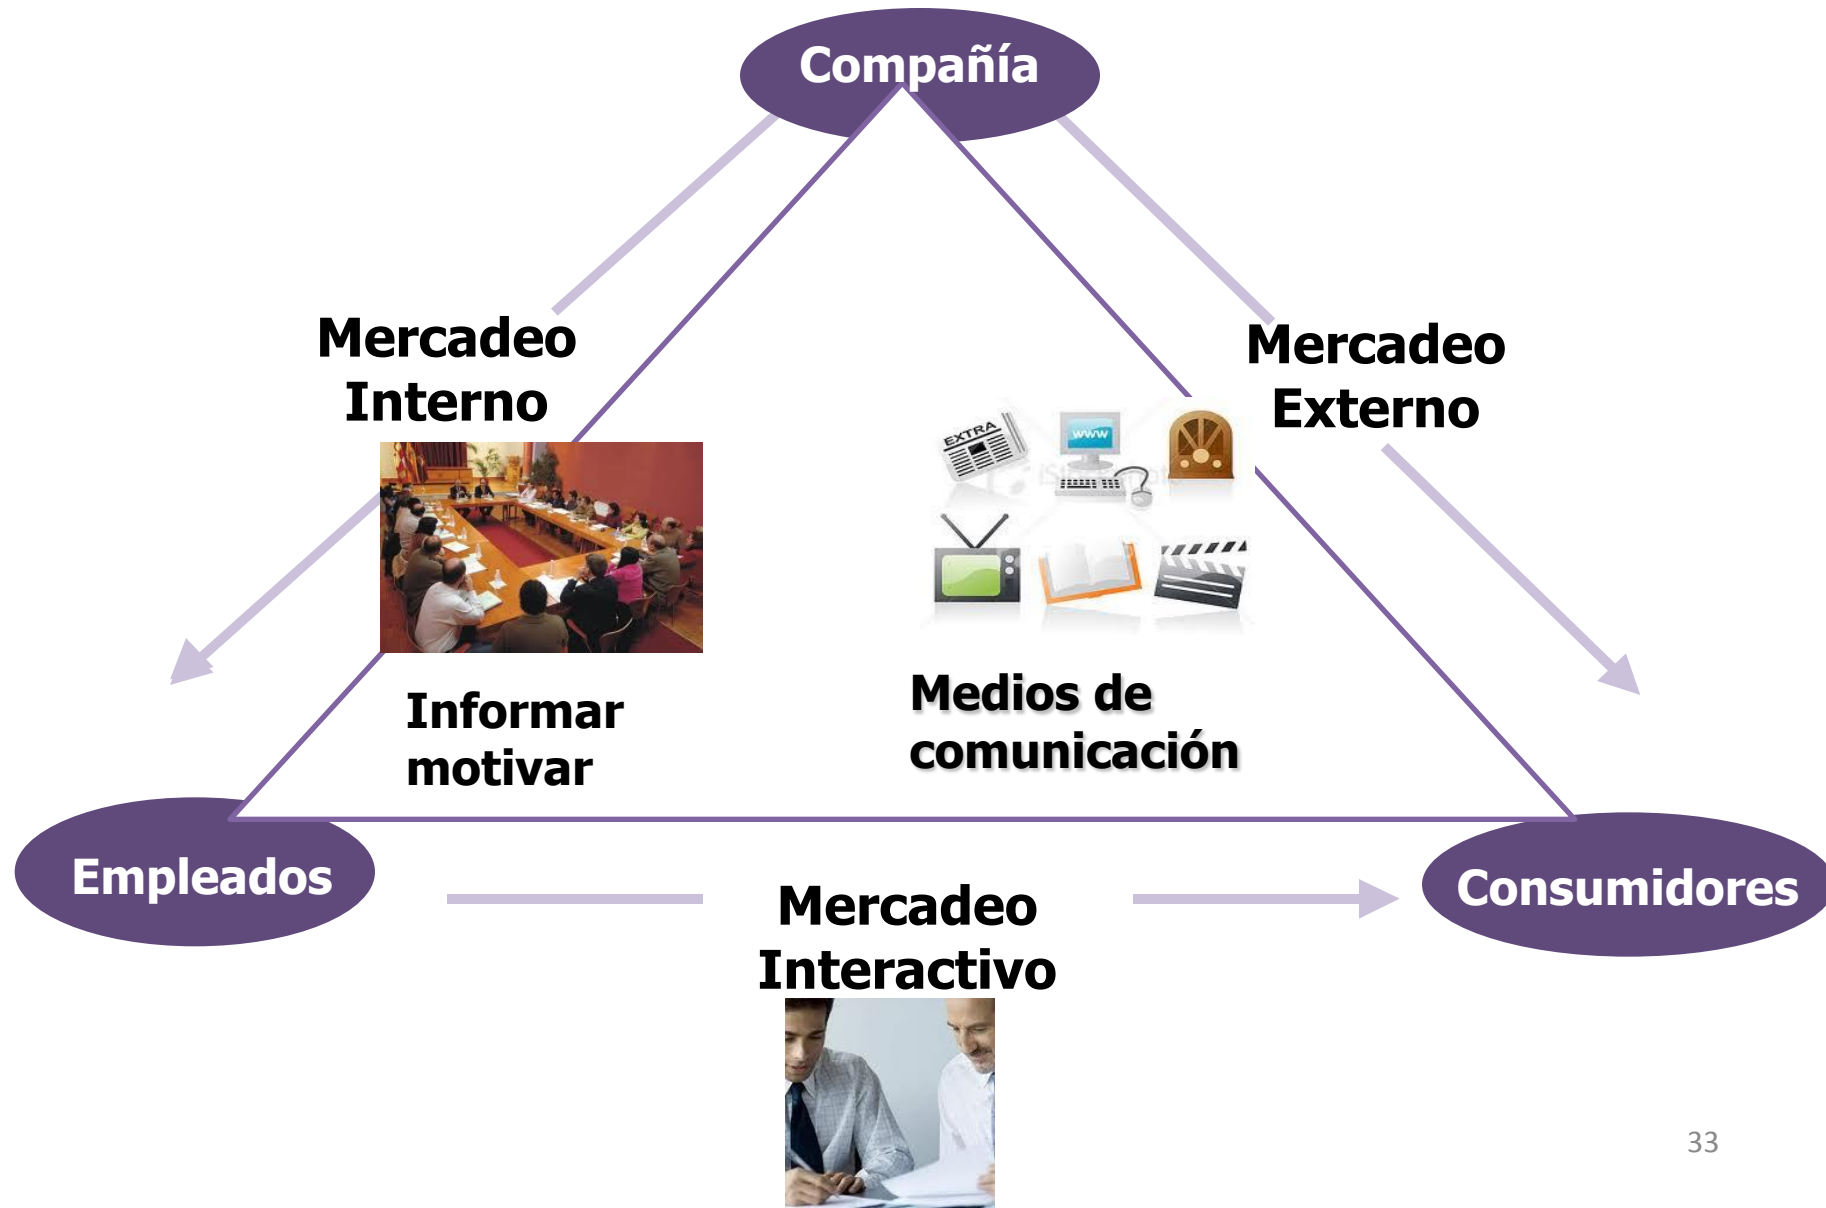 Compañía
Mercadeo
Interno
Mercadeo
Externo
EXTRA
www
Informar
motivar
Medios de
comunicación
Empleados
Consumidores
Mercadeo
Interactivo
33